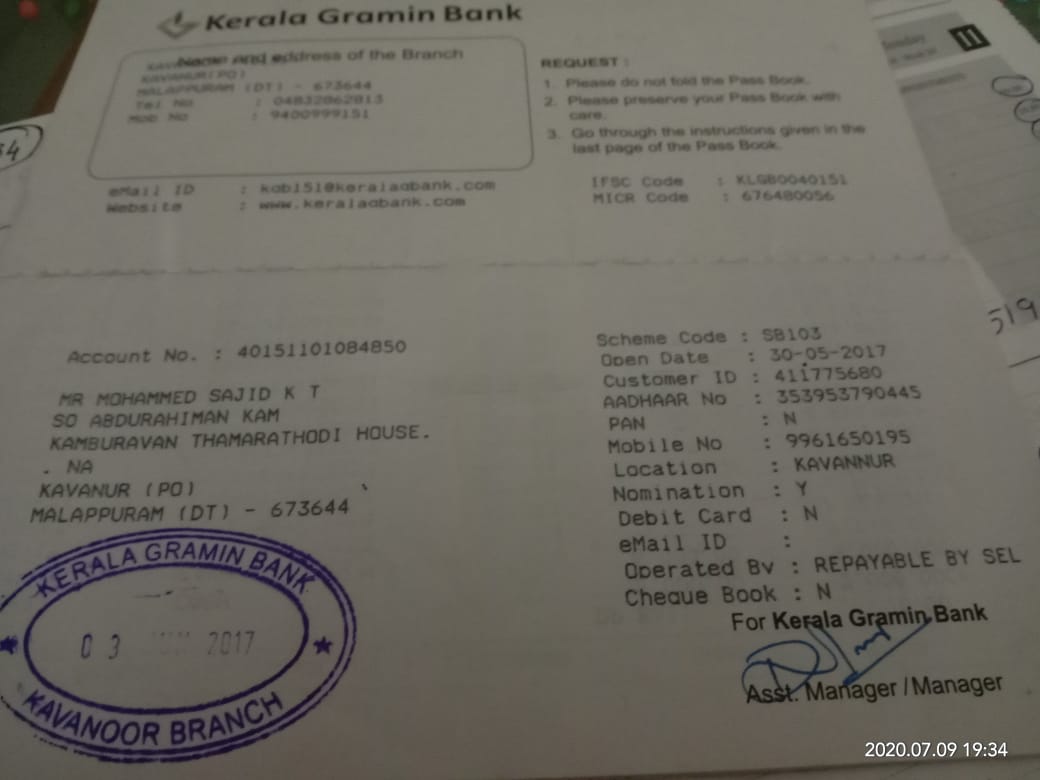 Kerala Gramin Bank
Name and address of the Branch
KAVANUR(PO)
MALAPPURAM (DT) - 673644
Tel No : 04832862813
Mob No : 9400999151
eMail ID : kgb151@keralagbank.com
Website : www.keralagbank.com
REQUEST :
1. Please do not fold the Pass Book.
2. Please preserve your Pass Book with
care.
3. Go through the instructions given in the
last page of the Pass Book.
IFSC Code : KLGB0040151
MICR Code : 676480056
11
519
Account No. : 40151101084850
MR MOHAMMED SAJID K T
SO ABDURAHIMAN KAM
KAMBURAVAN THAMARATHODI HOUSE.
. NA
KAVANUR (PO)
MALAPPURAM (DT) - 673644
Scheme Code : SB103
Open Date : 30-05-2017
Customer ID : 411775680
AADHAAR No : 353953790445
PAN : N
Mobile No : 9961650195
Location : KAVANNUR
Nomination : Y
Debit Card : N
eMail ID :
Operated By : REPAYABLE BY SEL
Cheque Book : N
For Kerala Gramin Bank
Asst. Manager / Manager
KERALA GRAMIN BANK
03 2017
KAVANOOR BRANCH
2020.07.09 19:34